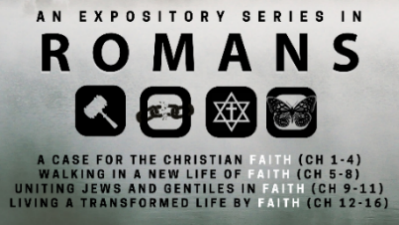 AN EXPOSITORY SERIES IN
ROMANS
A CASE FOR THE CHRISTIAN FAITH (CH 1-4)
WALKING IN A NEW LIFE OF FAITH (CH 5-8)
UNITING JEWS AND GENTILES IN FAITH (CH 9-11)
LIVING A TRANSFORMED LIFE BY FAITH (CH 12-16)